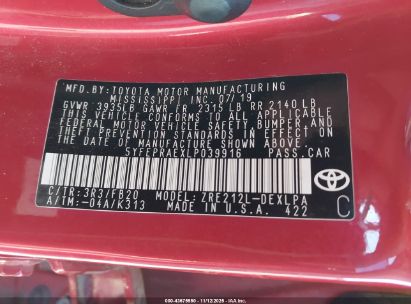 MFD. BY: TOYOTA MOTOR MANUFACTURING
MISSISSIPPI INC. 07/19
GVWR 3935LB GAWR FR 2315LB RR 2140LB
THIS VEHICLE CONFORMS TO ALL APPLICABLE
FEDERAL MOTOR VEHICLE SAFETY AND THEFT
PREVENTION STANDARDS IN EFFECT ON
THE DATE OF MANUFACTURE SHOWN ABOVE.
5YFEPRAEXLP039916 PASS.CAR
C/TR: 3R3/FB20 MODEL: ZRE212L-DEXLPA
A/TM: -04A/K313 MADE IN U.S.A. 422
TOYOTA
C